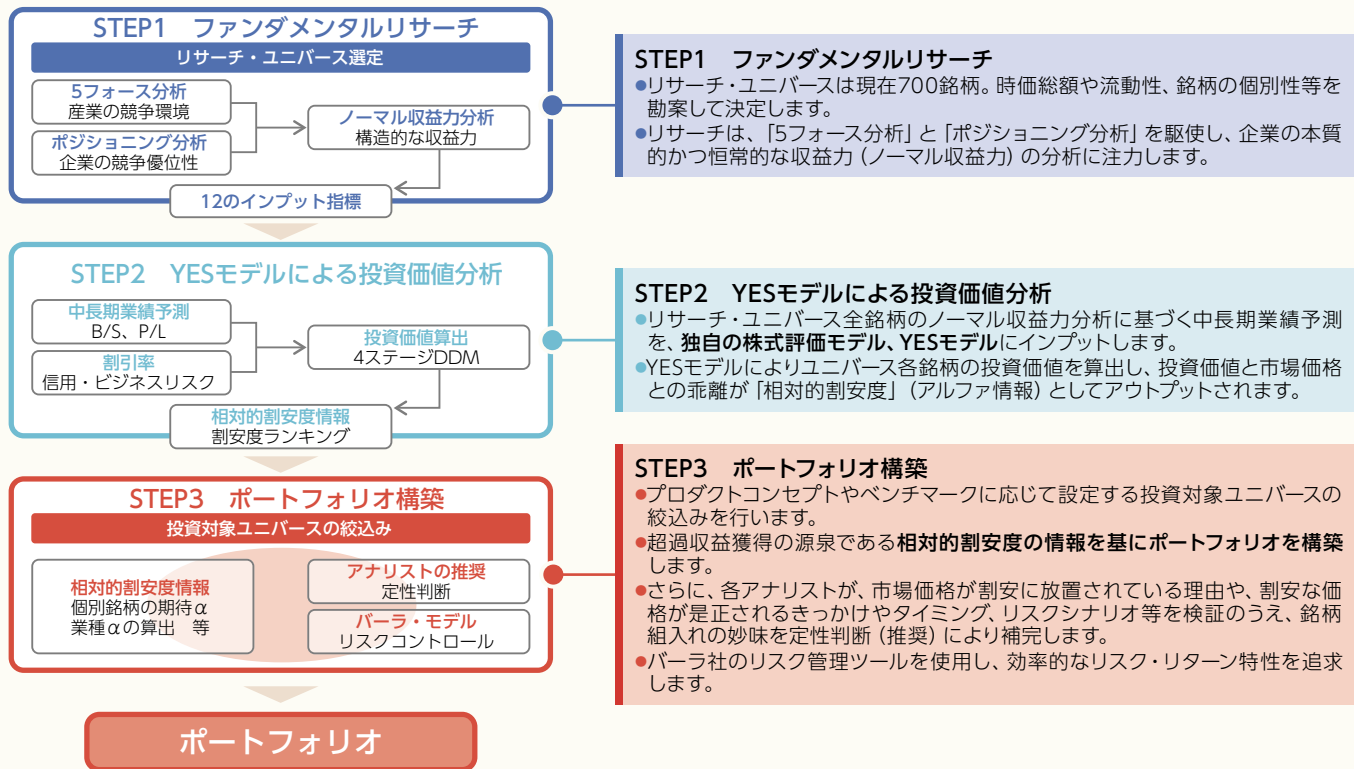 STEP1　ファンダメンタルリサーチ
リサーチ・ユニバース選定
5フォース分析
産業の競争環境
ポジショニング分析
企業の競争優位性
ノーマル収益力分析
構造的な収益力
12のインプット指標
STEP1　ファンダメンタルリサーチ
●リサーチ・ユニバースは現在700銘柄。時価総額や流動性、銘柄の個別性等を
勘案して決定します。
●リサーチは、「5フォース分析」と「ポジショニング分析」を駆使し、企業の本質
的かつ恒常的な収益力（ノーマル収益力）の分析に注力します。
STEP2　YESモデルによる投資価値分析
中長期業績予測
B/S、P/L
割引率
信用・ビジネスリスク
投資価値算出
4ステージDDM
相対的割安度情報
割安度ランキング
STEP2　YESモデルによる投資価値分析
●リサーチ・ユニバース全銘柄のノーマル収益力分析に基づく中長期業績予測
を、独自の株式評価モデル、YESモデルにインプットします。
●YESモデルによりユニバース各銘柄の投資価値を算出し、投資価値と市場価格
との乖離が「相対的割安度」（アルファ情報）としてアウトプットされます。
STEP3　ポートフォリオ構築
投資対象ユニバースの絞込み
相対的割安度情報
個別銘柄の期待α
業種αの算出　等
アナリストの推奨
定性判断
バーラ・モデル
リスクコントロール
STEP3　ポートフォリオ構築
●プロダクトコンセプトやベンチマークに応じて設定する投資対象ユニバースの
絞込みを行います。
●超過収益獲得の源泉である相対的割安度の情報を基にポートフォリオを構築
します。
●さらに、各アナリストが、市場価格が割安に放置されている理由や、割安な価
格が是正されるきっかけやタイミング、リスクシナリオ等を検証のうえ、銘柄
組入れの妙味を定性判断（推奨）により補完します。
●バーラ社のリスク管理ツールを使用し、効率的なリスク・リターン特性を追求
します。
ポートフォリオ